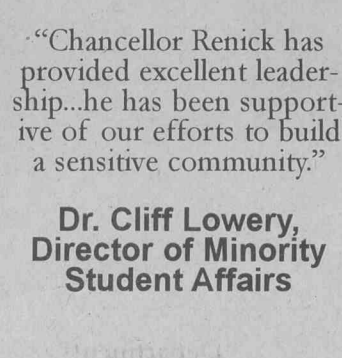 “Chancellor Renick has
provided excellent leader-
ship...he has been support-
ive of our efforts to build
a sensitive community.”
Dr. Cliff Lowery,
Director of Minority
Student Affairs